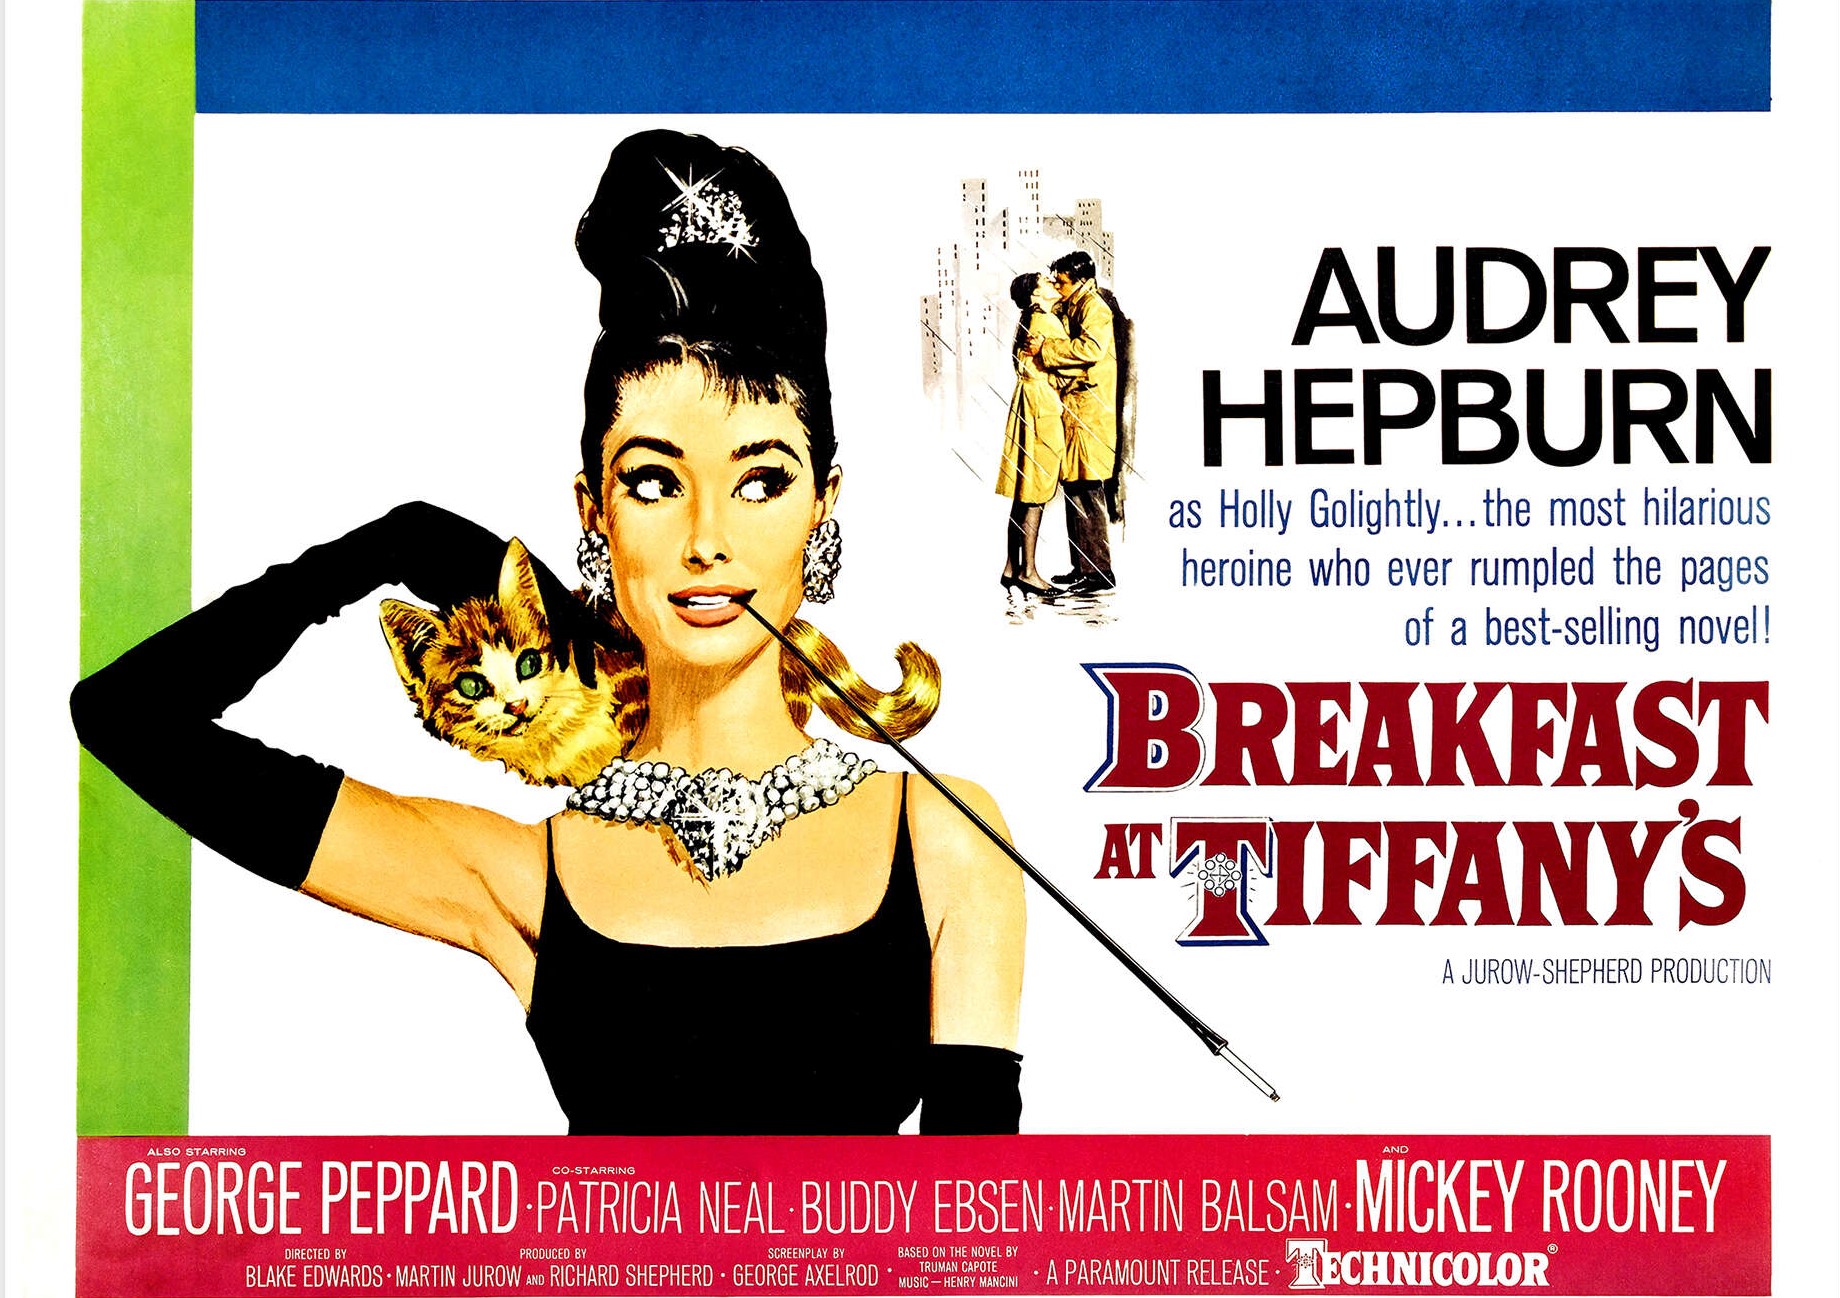 AUDREY
HEPBURN
as Holly Golightly...the most hilarious
heroine who ever rumpled the pages
of a best-selling novel!
BREAKFAST
AT TIFFANY'S
A JUROW-SHEPHERD PRODUCTION
ALSO STARRING
GEORGE PEPPARD
CO-STARRING
·PATRICIA NEAL·BUDDY EBSEN·MARTIN BALSAM·
AND
MICKEY ROONEY
DIRECTED BY
BLAKE EDWARDS·
PRODUCED BY
MARTIN JUROW AND RICHARD SHEPHERD·
SCREENPLAY BY
GEORGE AXELROD·
BASED ON THE NOVEL BY
TRUMAN CAPOTE
MUSIC—HENRY MANCINI
·A PARAMOUNT RELEASE·
TECHNICOLOR®